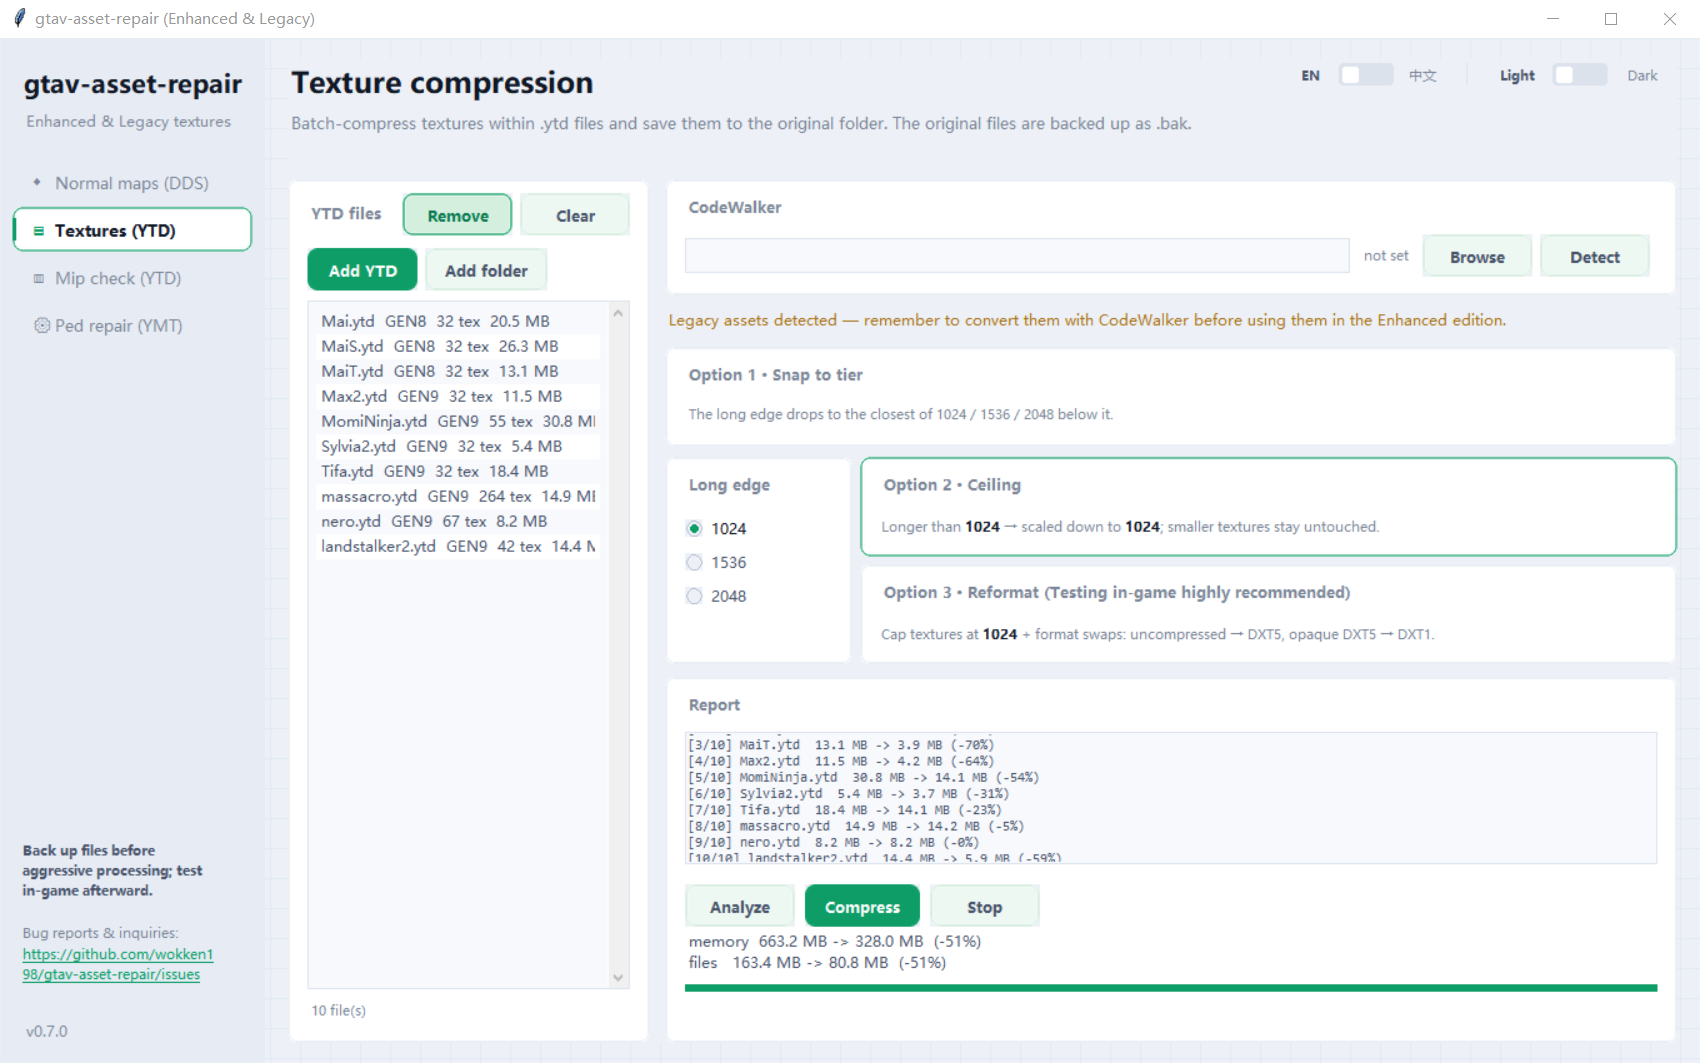 gtav-asset-repair (Enhanced & Legacy)
gtav-asset-repair
Enhanced & Legacy textures
Normal maps (DDS)
Textures (YTD)
Mip check (YTD)
Ped repair (YMT)
Back up files before
aggressive processing; test
in-game afterward.
Bug reports & inquiries:
https://github.com/wokken1
98/gtav-asset-repair/issues
v0.7.0
Texture compression
EN 中文 Light Dark
Batch-compress textures within .ytd files and save them to the original folder. The original files are backed up as .bak.
YTD files Remove Clear
Add YTD Add folder
Mai.ytd GEN8 32 tex 20.5 MB
MaiS.ytd GEN8 32 tex 26.3 MB
MaiT.ytd GEN8 32 tex 13.1 MB
Max2.ytd GEN9 32 tex 11.5 MB
MomiNinja.ytd GEN9 55 tex 30.8 M
Sylvia2.ytd GEN9 32 tex 5.4 MB
Tifa.ytd GEN9 32 tex 18.4 MB
massacro.ytd GEN9 264 tex 14.9 MB
nero.ytd GEN9 67 tex 8.2 MB
landstalker2.ytd GEN9 42 tex 14.4 M
10 file(s)
CodeWalker
not set Browse Detect
Legacy assets detected — remember to convert them with CodeWalker before using them in the Enhanced edition.
Option 1 • Snap to tier
The long edge drops to the closest of 1024 / 1536 / 2048 below it.
Long edge
1024
1536
2048
Option 2 • Ceiling
Longer than 1024 → scaled down to 1024; smaller textures stay untouched.
Option 3 • Reformat (Testing in-game highly recommended)
Cap textures at 1024 + format swaps: uncompressed → DXT5, opaque DXT5 → DXT1.
Report
[3/10] MaiT.ytd 13.1 MB -> 3.9 MB (-70%)
[4/10] Max2.ytd 11.5 MB -> 4.2 MB (-64%)
[5/10] MomiNinja.ytd 30.8 MB -> 14.1 MB (-54%)
[6/10] Sylvia2.ytd 5.4 MB -> 3.7 MB (-31%)
[7/10] Tifa.ytd 18.4 MB -> 14.1 MB (-23%)
[8/10] massacro.ytd 14.9 MB -> 14.2 MB (-5%)
[9/10] nero.ytd 8.2 MB -> 8.2 MB (-0%)
[10/10] landstalker2.ytd 14.4 MB -> 5.9 MB (-59%)
Analyze Compress Stop
memory 663.2 MB -> 328.0 MB (-51%)
files 163.4 MB -> 80.8 MB (-51%)